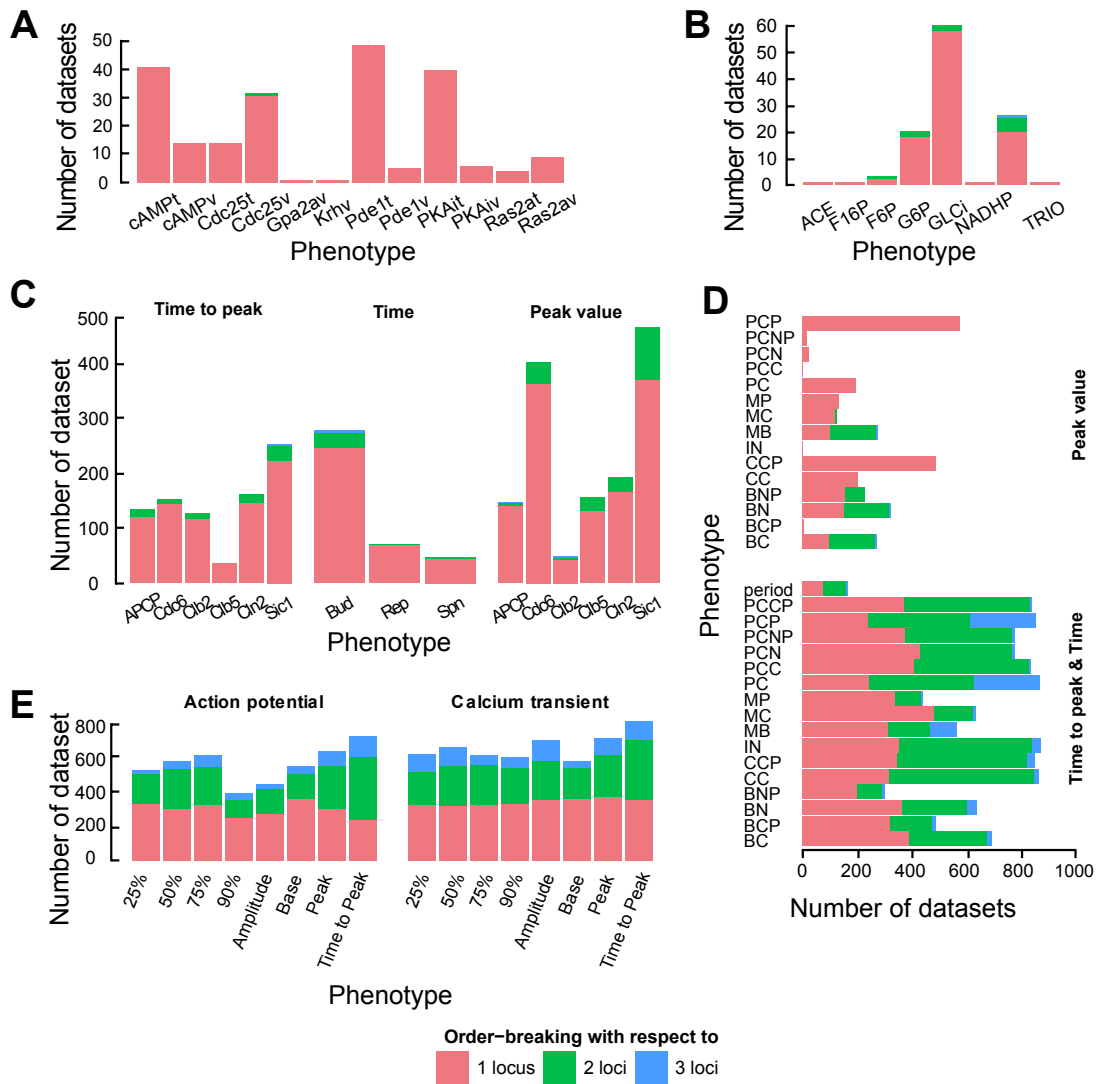 A
Number of datasets
50
40
30
20
10
0
cAMPt
cAMPv
Cdc25t
Cdc25v
Gpa2av
Krhv
Pde1t
Pde1v
PKAit
PKAiv
Ras2at
Ras2av
Phenotype
B
Number of datasets
60
50
40
30
20
10
0
ACE
F16P
F6P
G6P
GLCi
NADHP
TRIO
Phenotype
C
Time to peak
Time
Peak value
Number of dataset
500
400
300
200
100
0
APCP
Cdc6
Clb2
Clb5
Cln2
Sic1
Bud
Rep
Spn
APCP
Cdc6
Clb2
Clb5
Cln2
Sic1
Phenotype
D
Phenotype
PCP
PCNP
PCN
PCC
PC
MP
MC
MB
IN
CCP
CC
BNP
BN
BCP
BC
Peak value
period
PCCP
PCP
PCNP
PCN
PCC
PC
MP
MC
MB
IN
CCP
CC
BNP
BN
BCP
BC
Time to peak & Time
0
200
400
600
800
1000
Number of datasets
E
Action potential
Calcium transient
Number of dataset
800
600
400
200
0
25%
50%
75%
90%
Amplitude
Base
Peak
Time to Peak
25%
50%
75%
90%
Amplitude
Base
Peak
Time to Peak
Phenotype
Order−breaking with respect to
1 locus
2 loci
3 loci